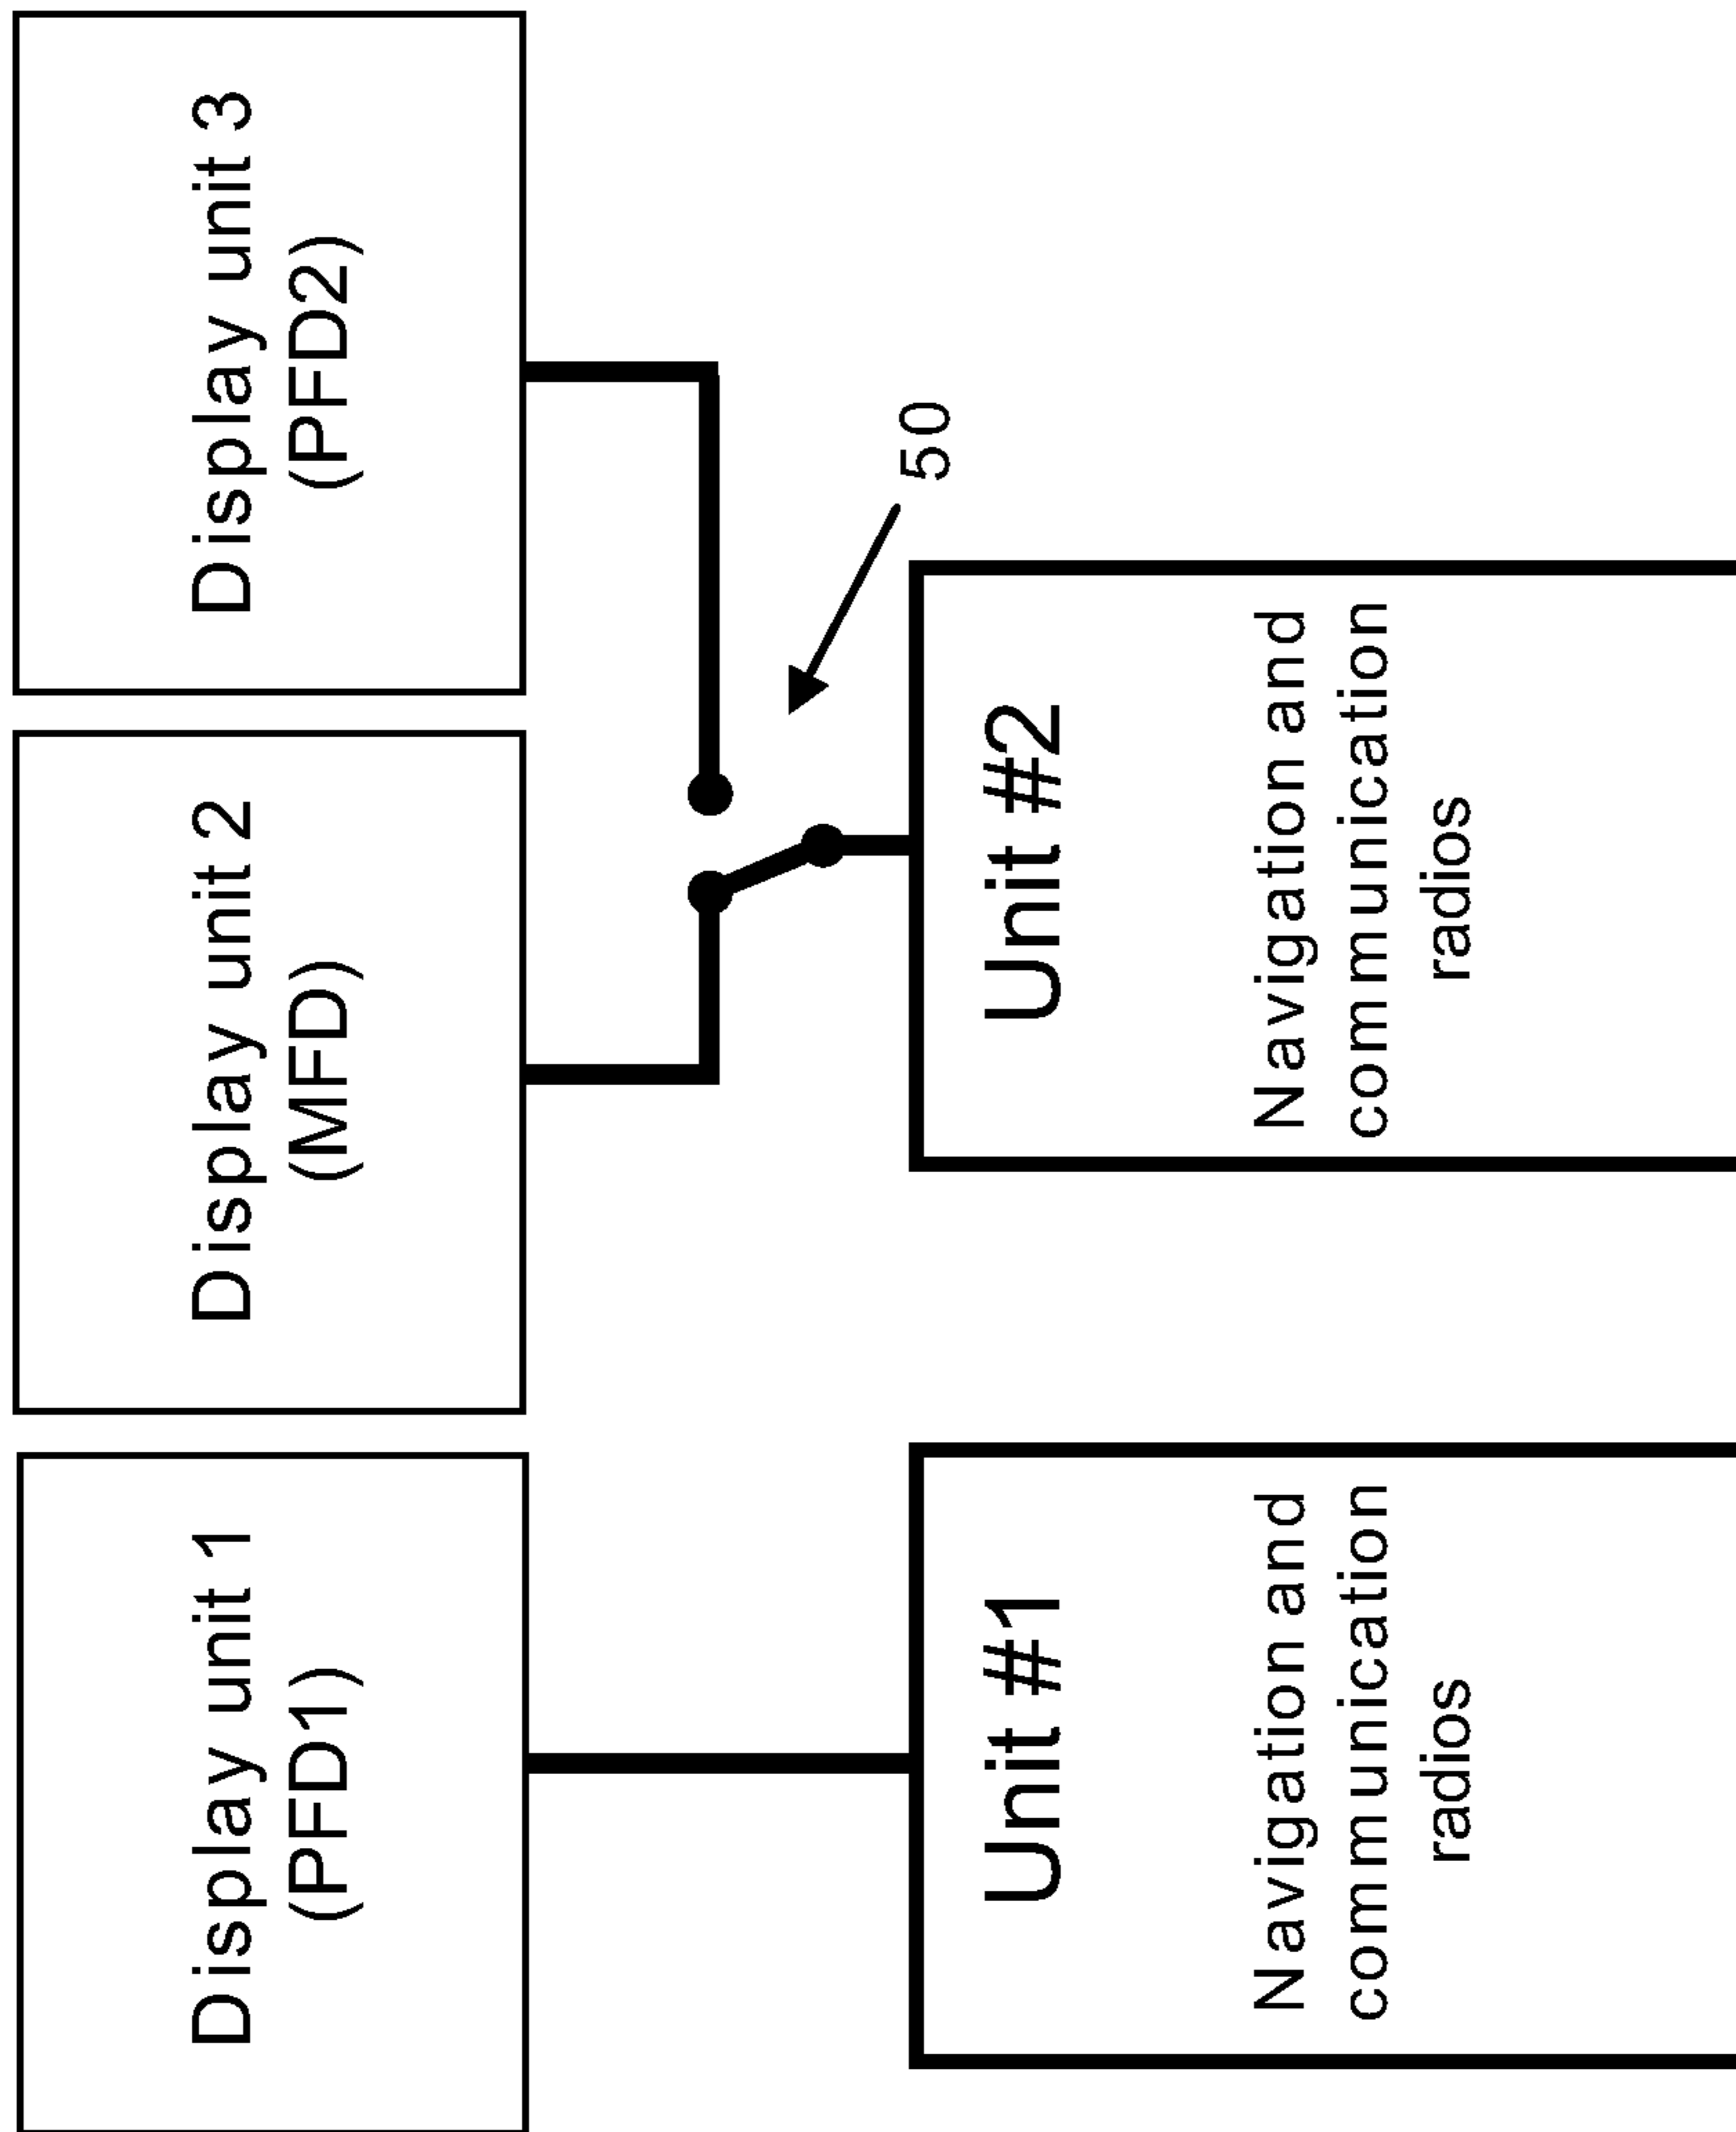 Display unit 1
(PFD1)
Display unit 2
(MFD)
Display unit 3
(PFD2)
50
Unit #1
Navigation and
communication
radios
Unit #2
Navigation and
communication
radios